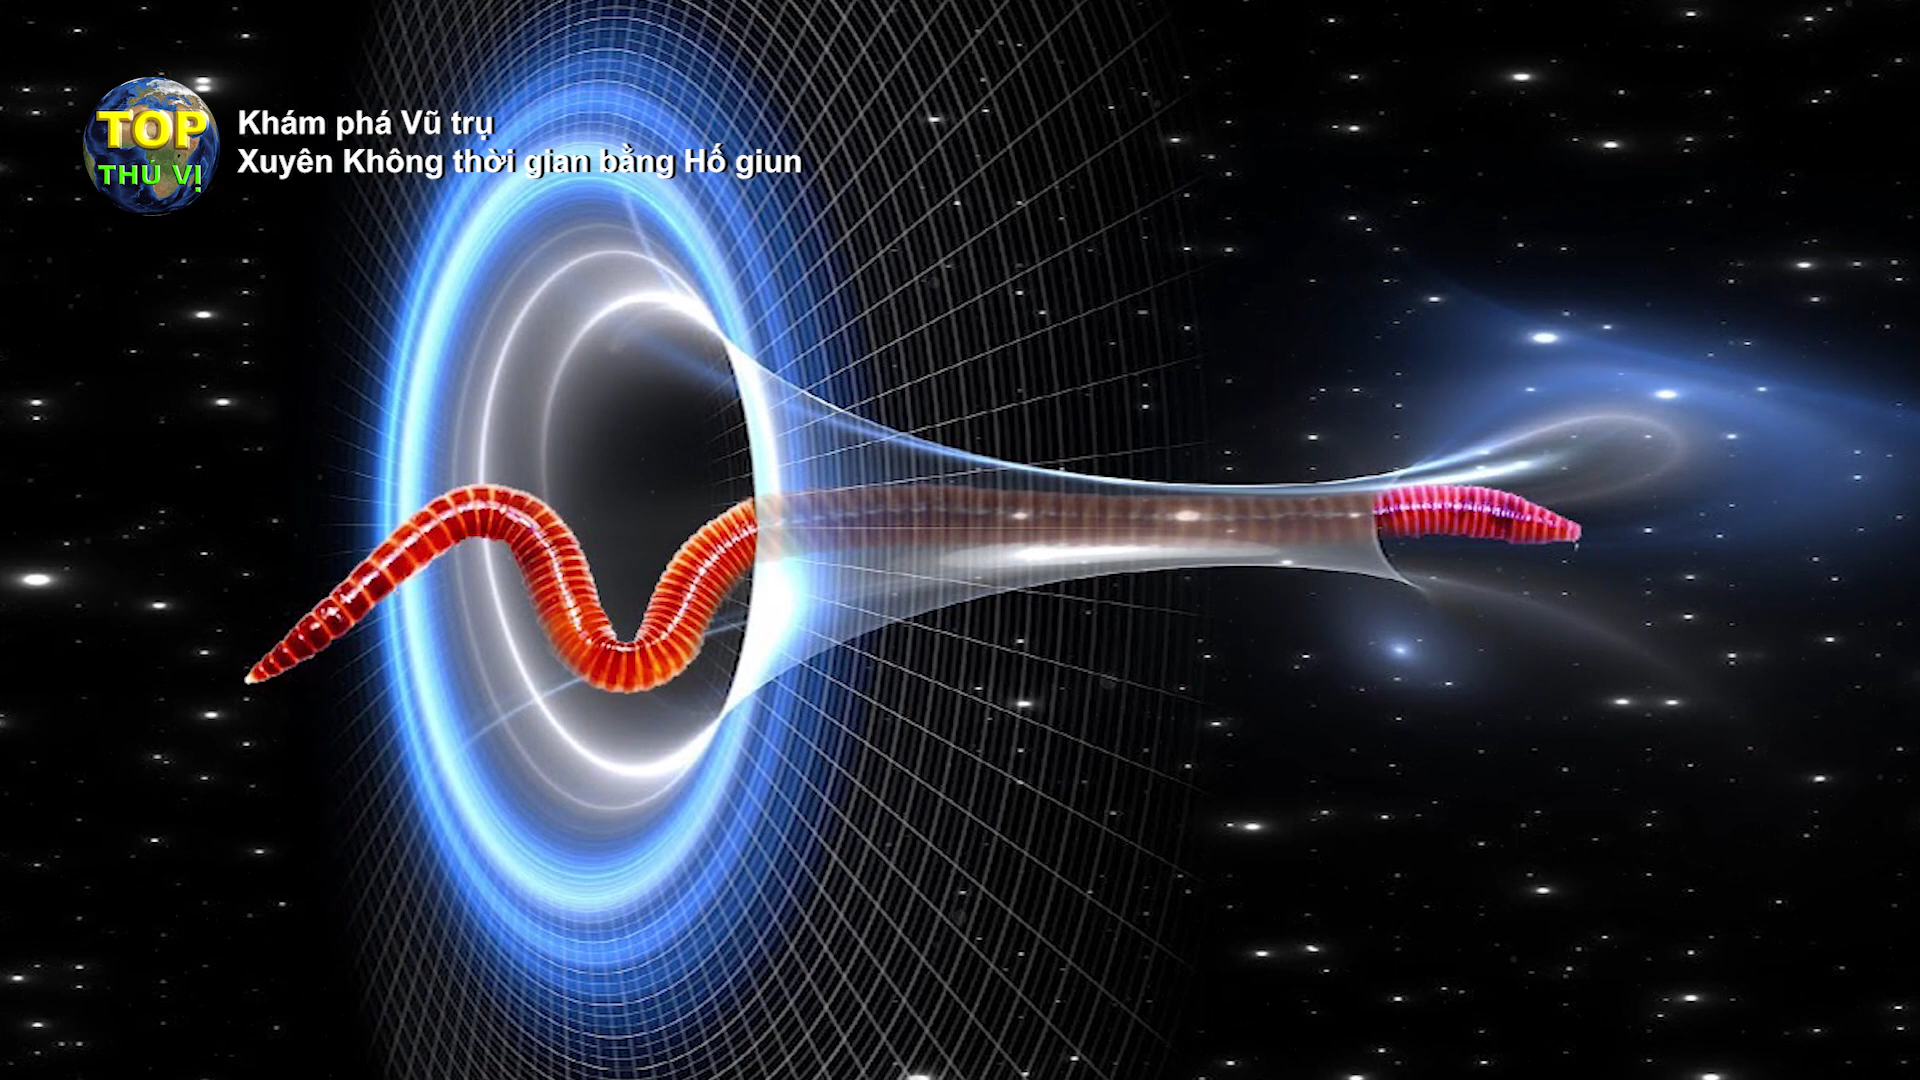 TOP
THÚ VỊ
Khám phá Vũ trụ
Xuyên Không thời gian bằng Hố giun